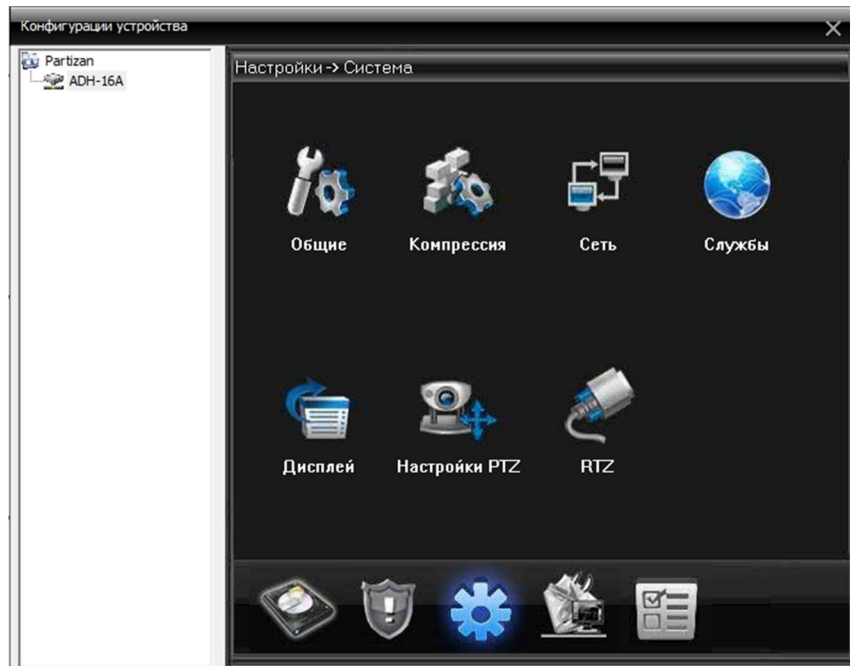 Конфигурации устройства
Partizan
ADH-16A
Настройки -> Система
Общие
Компрессия
Сеть
Службы
Дисплей
Настройки PTZ
RTZ